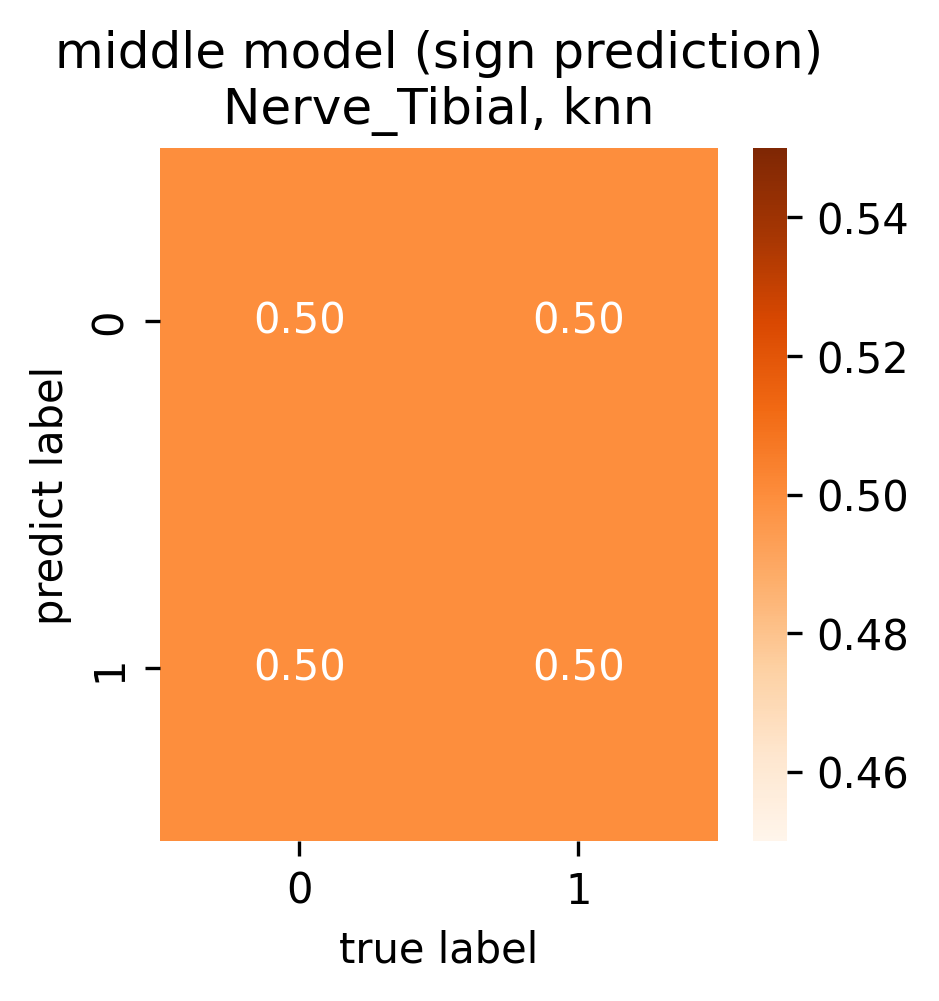 middle model (sign prediction)
Nerve_Tibial, knn
predict label
0
0.50 0.50
1
0.50 0.50
0 1
true label
0.54
0.52
0.50
0.48
0.46